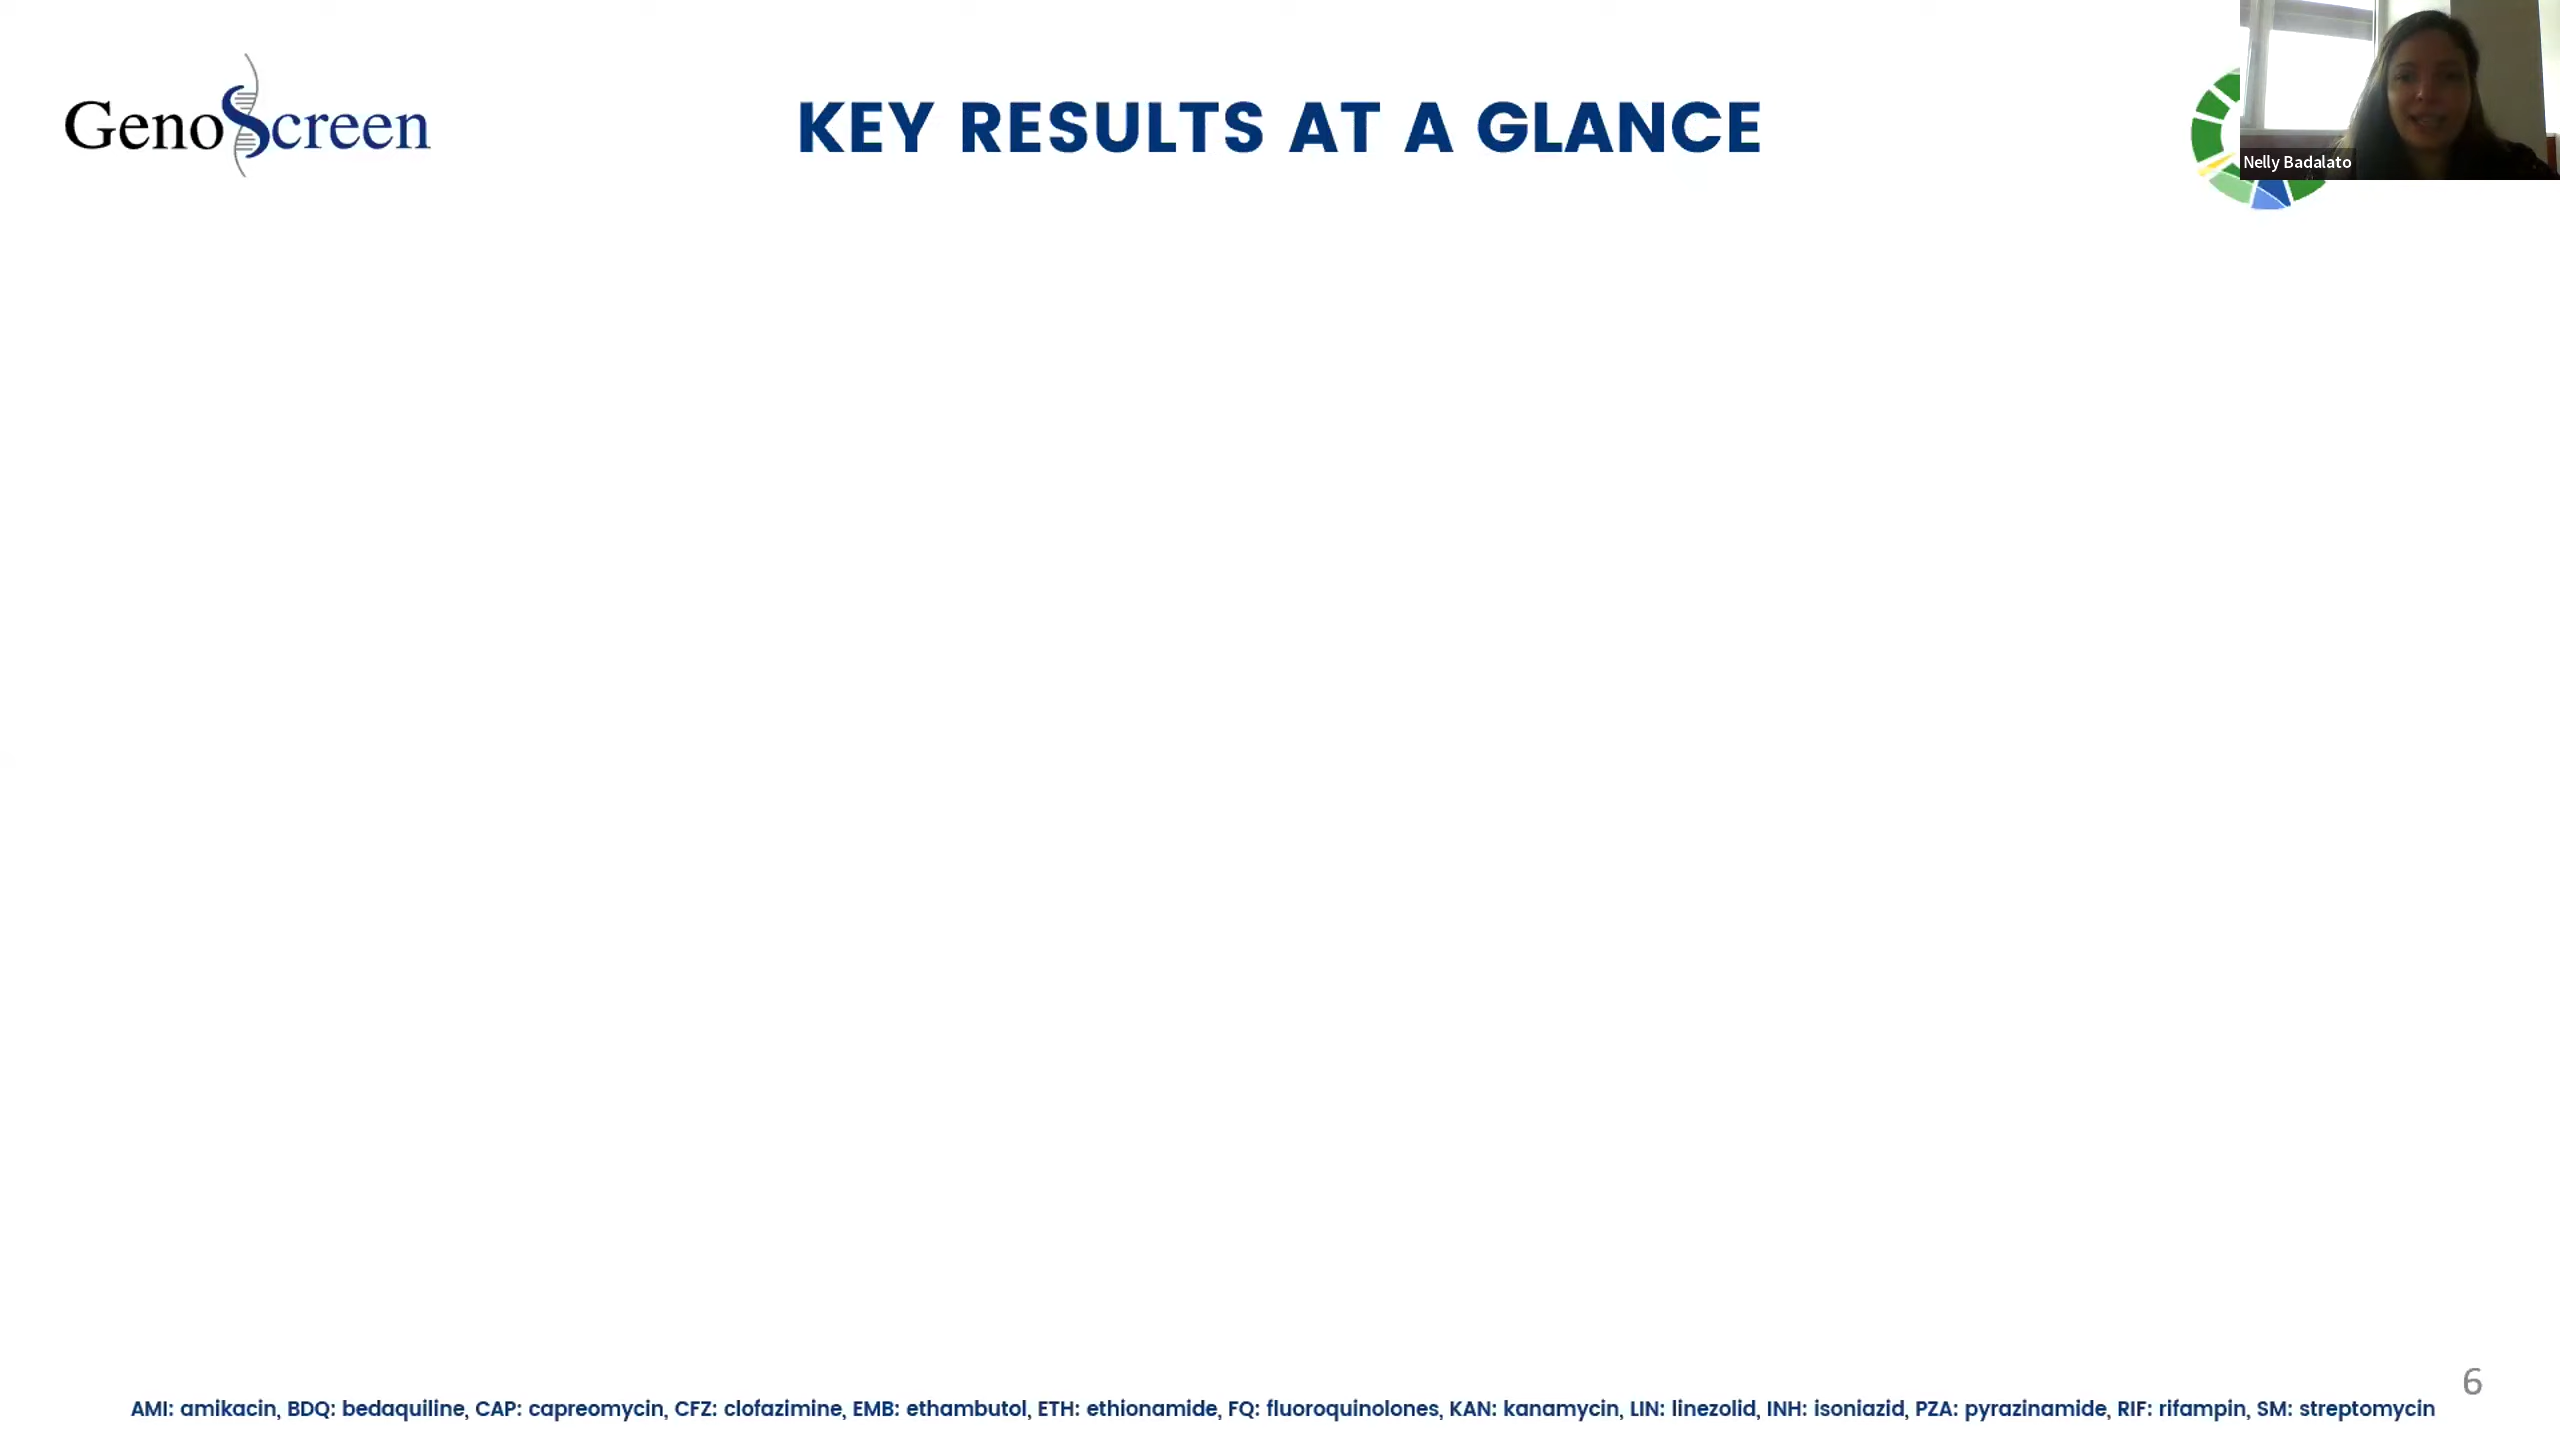 GenoScreen
KEY RESULTS AT A GLANCE
Nelly Badalato
6
AMI: amikacin, BDQ: bedaquiline, CAP: capreomycin, CFZ: clofazimine, EMB: ethambutol, ETH: ethionamide, FQ: fluoroquinolones, KAN: kanamycin, LIN: linezolid, INH: isoniazid, PZA: pyrazinamide, RIF: rifampin, SM: streptomycin